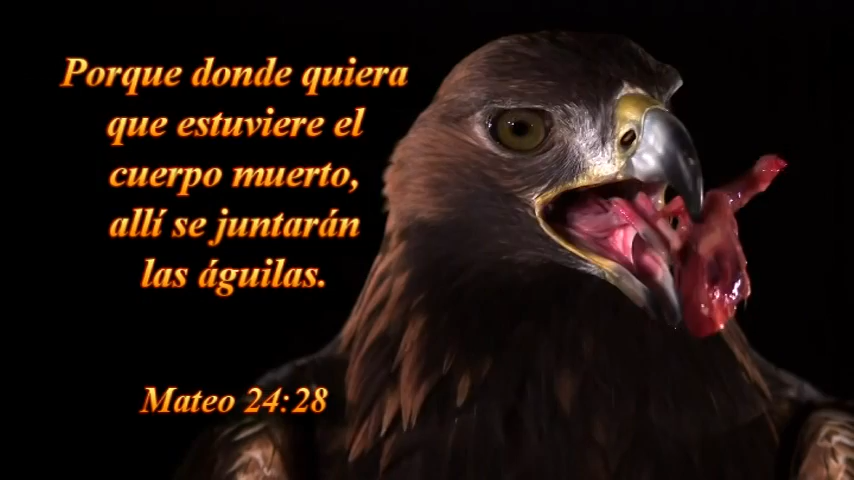 Porque donde quiera
que estuviere el
cuerpo muerto,
allí se juntarán
las águilas.
Mateo 24:28